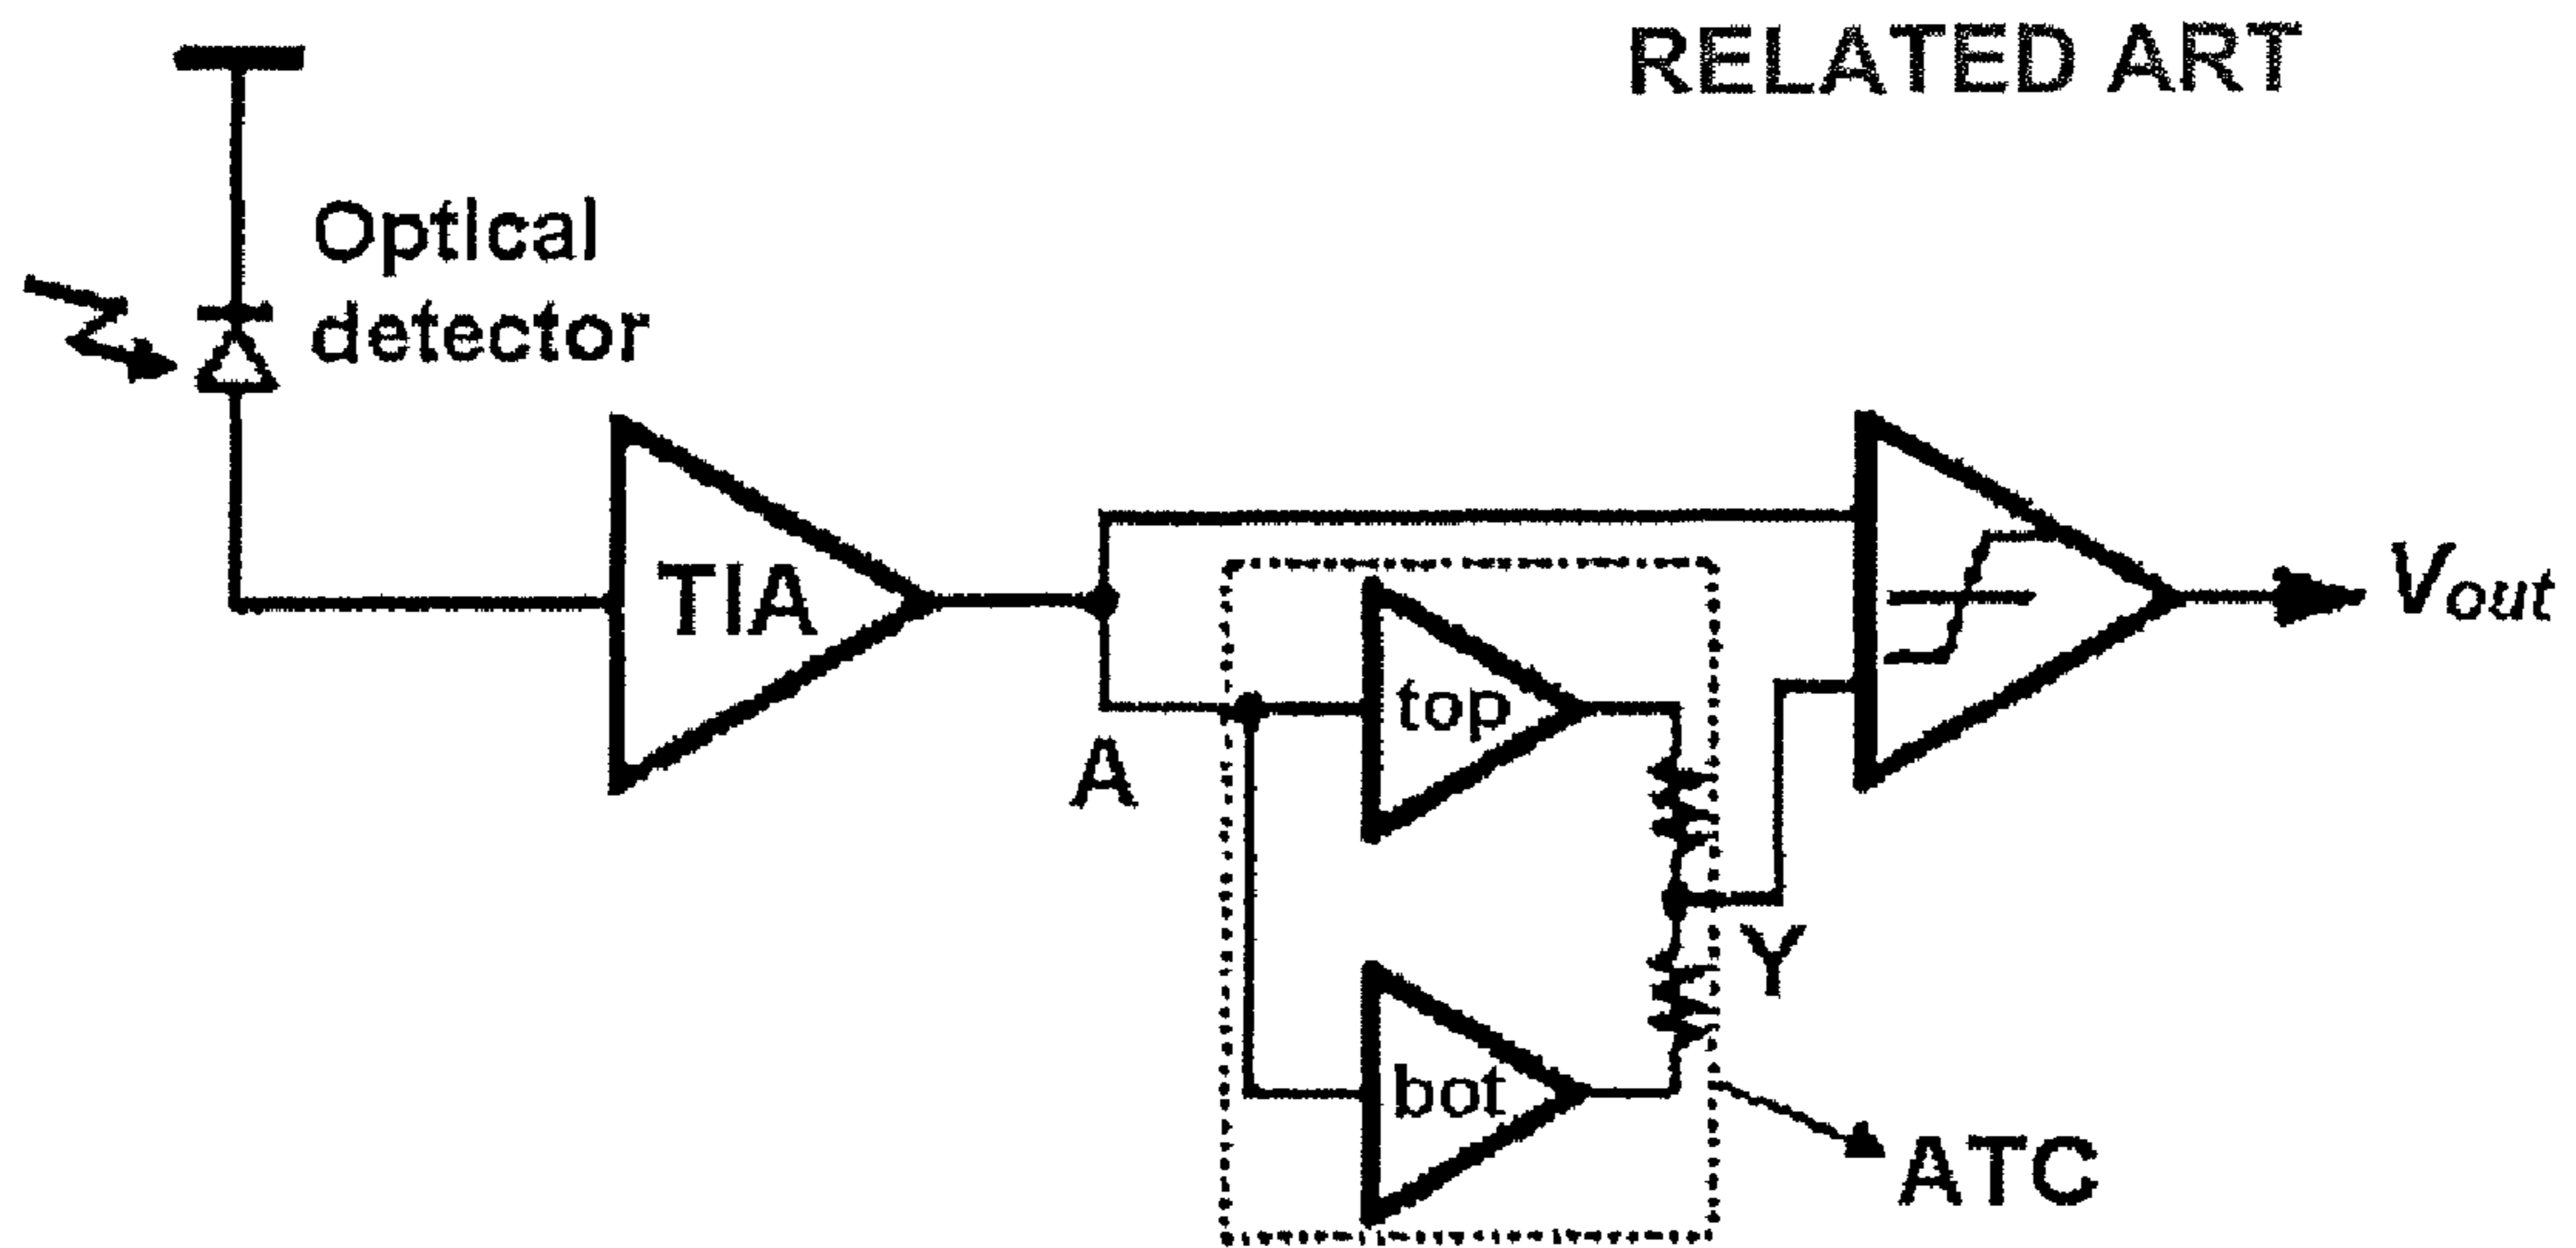 RELATED ART
Optical
detector
TIA
top
bot
A
Y
Vout
ATC